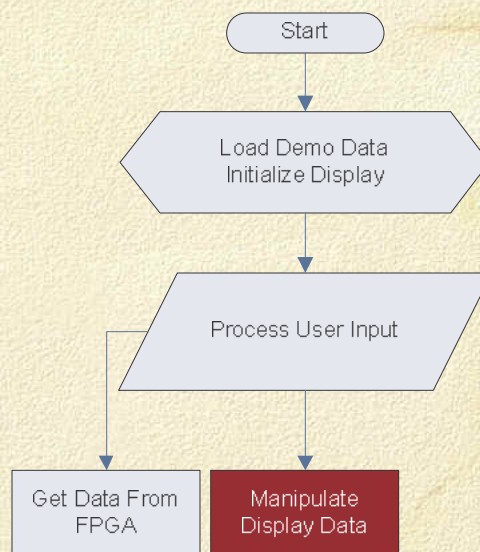 Start
Load Demo Data
Initialize Display
Process User Input
Get Data From
FPGA
Manipulate
Display Data